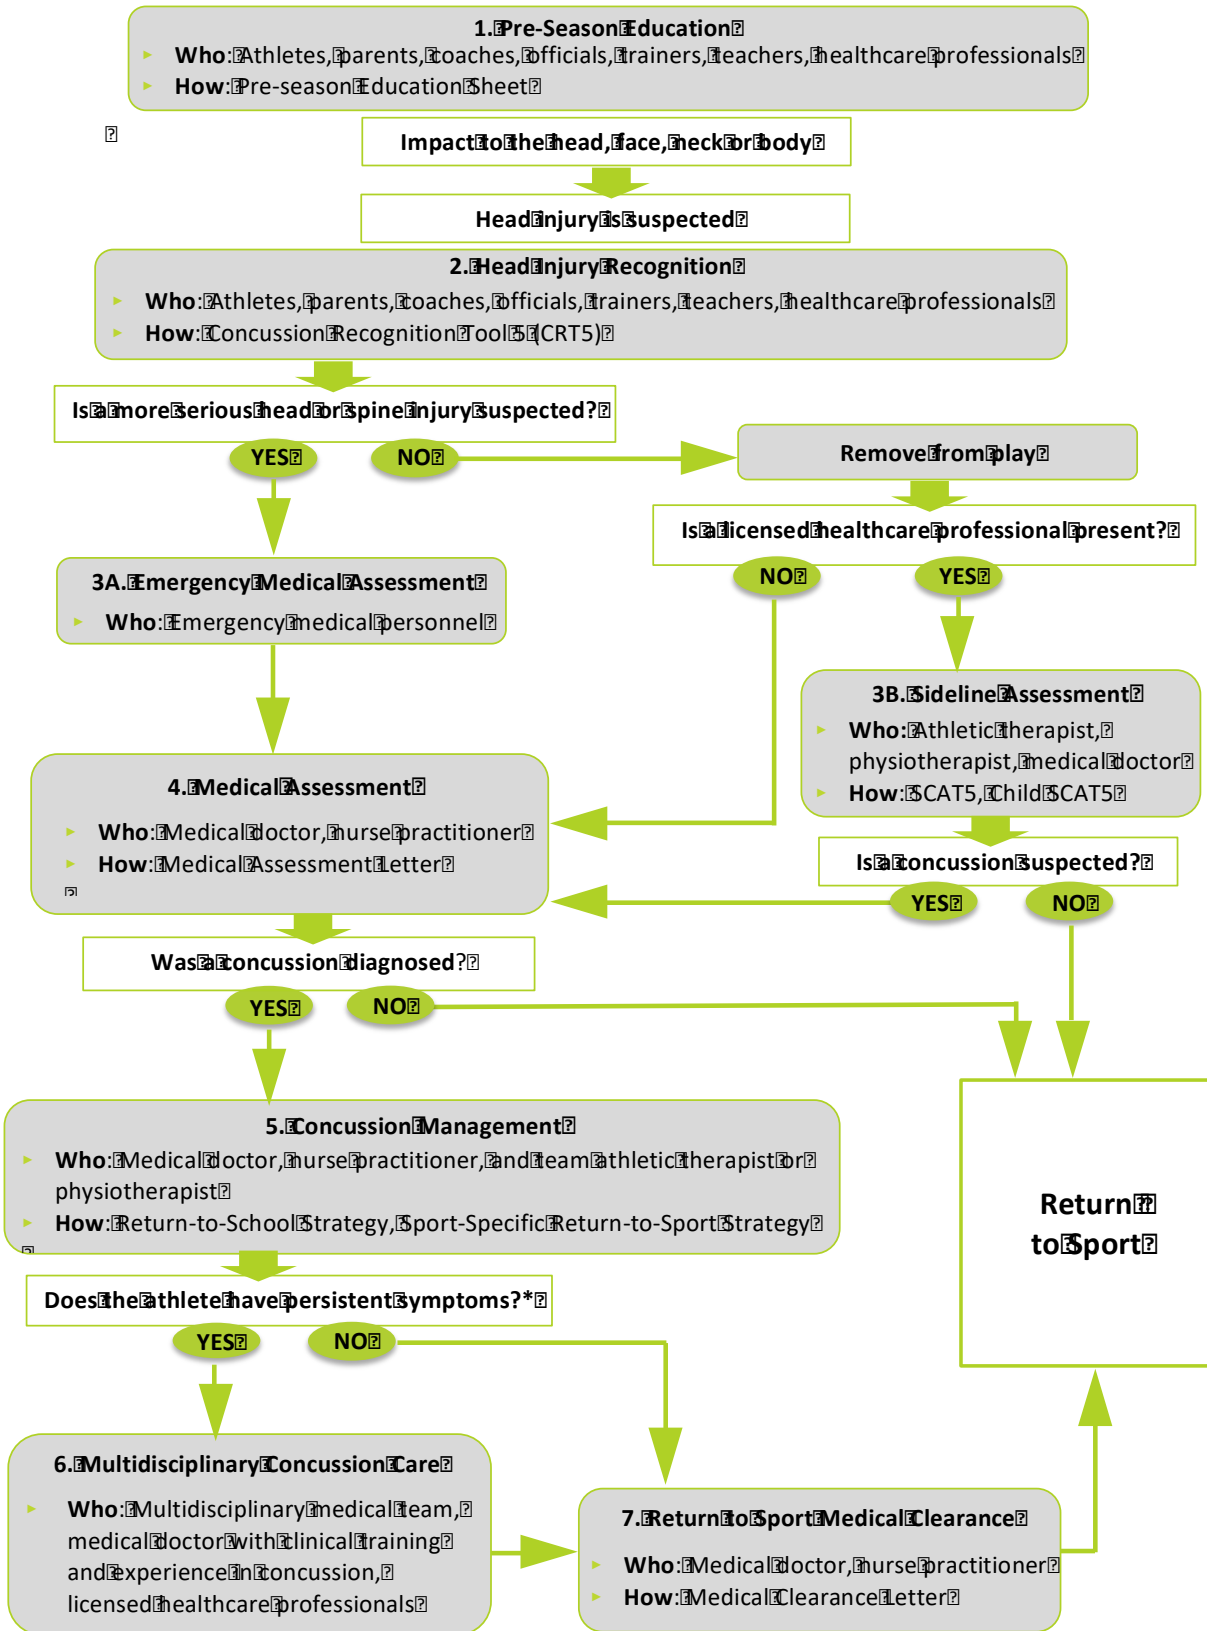 1. Pre-Season Education
► Who: Athletes, parents, coaches, officials, trainers, teachers, healthcare professionals
► How: Pre-season Education Sheet
Impact to the head, face, neck or body
Head injury is suspected
2. Head Injury Recognition
► Who: Athletes, parents, coaches, officials, trainers, teachers, healthcare professionals
► How: Concussion Recognition Tool 5 (CRT5)
Is a more serious head or spine injury suspected?
YES
NO
Remove from play
Is a licensed healthcare professional present?
NO
YES
3A. Emergency Medical Assessment
► Who: Emergency medical personnel
3B. Sideline Assessment
► Who: Athletic therapist,
physiotherapist, medical doctor
► How: SCAT5, Child SCAT5
Is a concussion suspected?
YES
NO
4. Medical Assessment
► Who: Medical doctor, nurse practitioner
► How: Medical Assessment Letter
Was a concussion diagnosed?
YES
NO
5. Concussion Management
► Who: Medical doctor, nurse practitioner, and team athletic therapist or
physiotherapist
► How: Return-to-School Strategy, Sport-Specific Return-to-Sport Strategy
Return
to Sport
Does the athlete have persistent symptoms?*
YES
NO
6. Multidisciplinary Concussion Care
► Who: Multidisciplinary medical team,
medical doctor with clinical training
and experience in concussion,
licensed healthcare professionals
7. Return to Sport Medical Clearance
► Who: Medical doctor, nurse practitioner
► How: Medical Clearance Letter